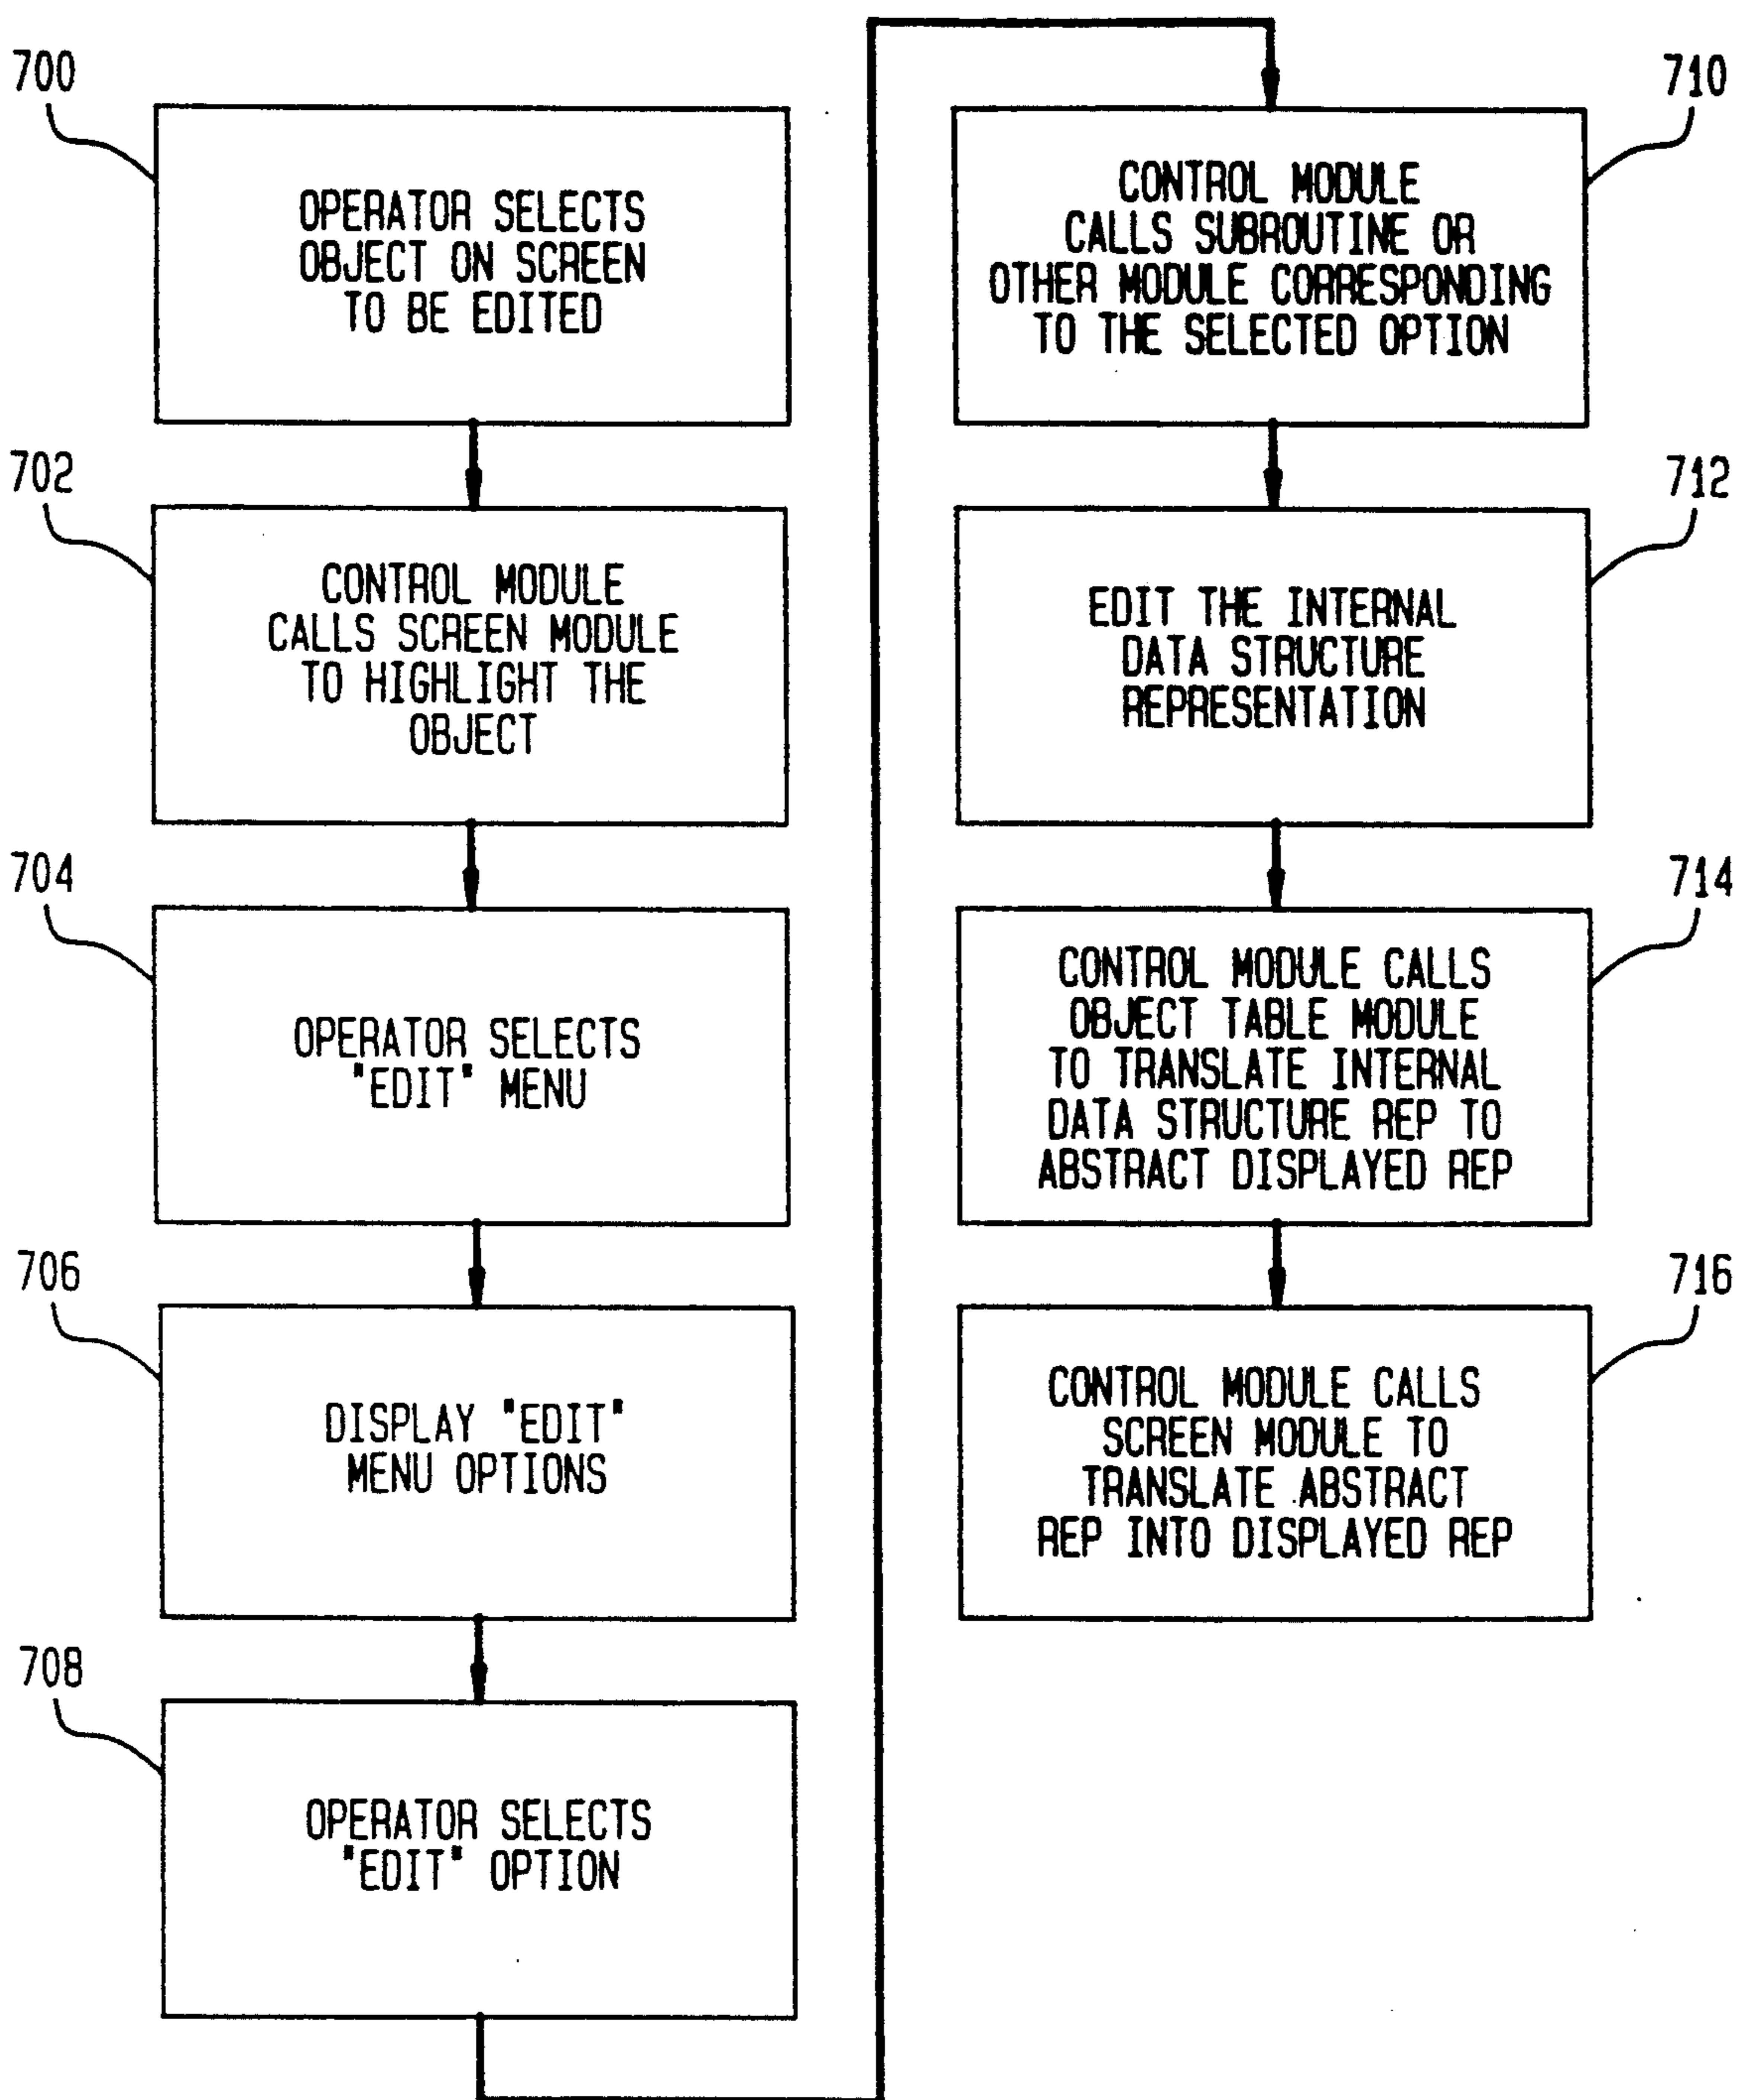 700
OPERATOR SELECTS
OBJECT ON SCREEN
TO BE EDITED
702
CONTROL MODULE
CALLS SCREEN MODULE
TO HIGHLIGHT THE
OBJECT
704
OPERATOR SELECTS
"EDIT" MENU
706
DISPLAY "EDIT"
MENU OPTIONS
708
OPERATOR SELECTS
"EDIT" OPTION
710
CONTROL MODULE
CALLS SUBROUTINE OR
OTHER MODULE CORRESPONDING
TO THE SELECTED OPTION
712
EDIT THE INTERNAL
DATA STRUCTURE
REPRESENTATION
714
CONTROL MODULE CALLS
OBJECT TABLE MODULE
TO TRANSLATE INTERNAL
DATA STRUCTURE REP TO
ABSTRACT DISPLAYED REP
716
CONTROL MODULE CALLS
SCREEN MODULE TO
TRANSLATE ABSTRACT
REP INTO DISPLAYED REP